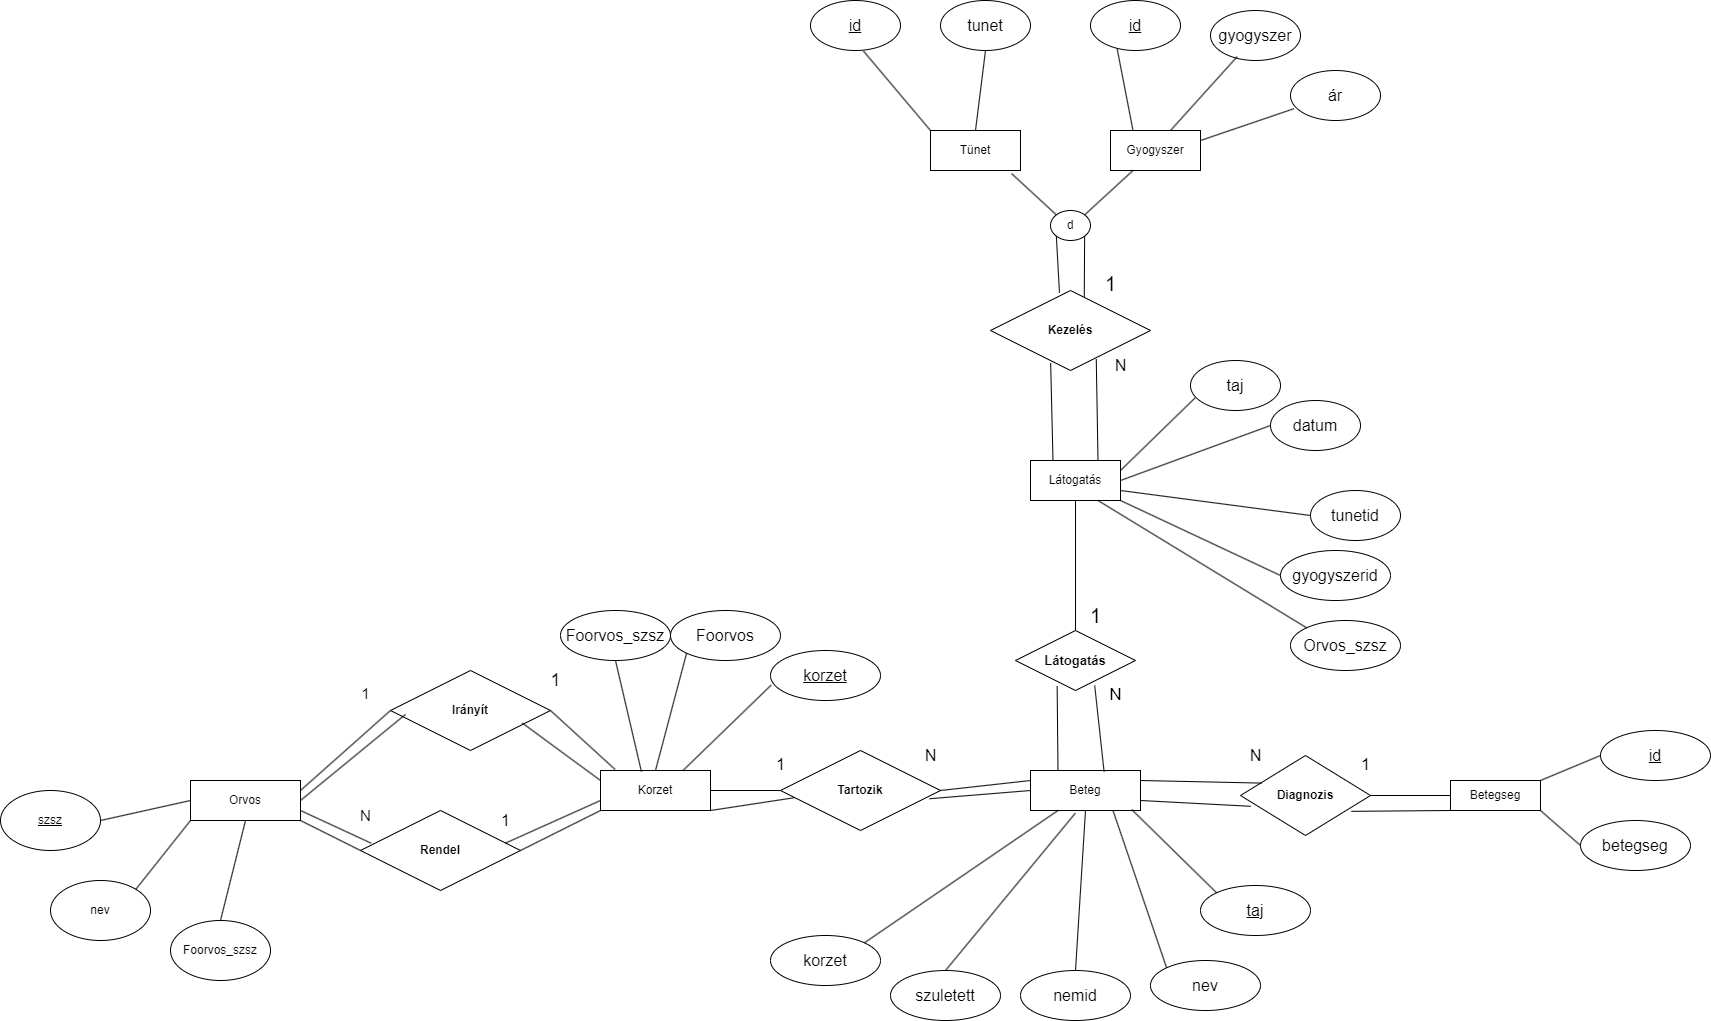 id
tunet
id
gyogyszer
ár
Tünet
Gyogyszer
d
1
Kezelés
N
taj
datum
Látogatás
tunetid
gyogyszerid
Orvos_szsz
1
Látogatás
N
Foorvos_szsz
Foorvos
korzet
1
Irányít
1
Orvos
Korzet
1
Tartozik
N
Beteg
N
Diagnozis
1
Betegseg
id
betegseg
szsz
N
Rendel
1
nev
Foorvos_szsz
korzet
szuletett
nemid
nev
taj